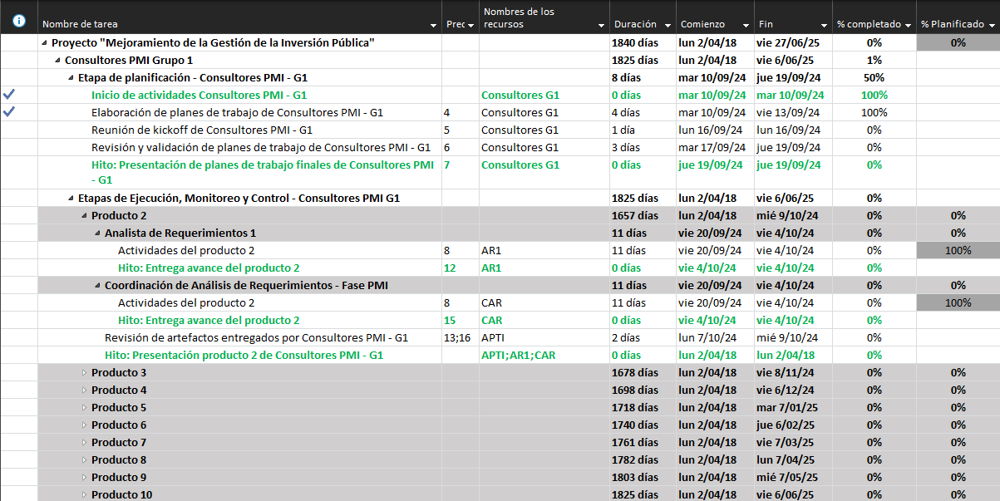 Nombre de tarea Prec Nombres de los recursos Duración Comienzo Fin % completado % Planificado
Proyecto "Mejoramiento de la Gestión de la Inversión Pública" 1840 días lun 2/04/18 vie 27/06/25 0% 0%
Consultores PMI Grupo 1 1825 días lun 2/04/18 vie 6/06/25 1%
Etapa de planificación - Consultores PMI - G1 8 días mar 10/09/24 jue 19/09/24 50%
Inicio de actividades Consultores PMI - G1 Consultores G1 0 días mar 10/09/24 mar 10/09/24 100%
Elaboración de planes de trabajo de Consultores PMI - G1 4 Consultores G1 4 días mar 10/09/24 vie 13/09/24 100%
Reunión de kickoff de Consultores PMI - G1 5 Consultores G1 1 día lun 16/09/24 lun 16/09/24 0%
Revisión y validación de planes de trabajo de Consultores PMI - G1 6 Consultores G1 3 días mar 17/09/24 jue 19/09/24 0%
Hito: Presentación de planes de trabajo finales de Consultores PMI 7 Consultores G1 0 días jue 19/09/24 jue 19/09/24 0%
- G1
Etapas de Ejecución, Monitoreo y Control - Consultores PMI G1 1825 días lun 2/04/18 vie 6/06/25 0%
Producto 2 1657 días lun 2/04/18 mié 9/10/24 0% 0%
Analista de Requerimientos 1 11 días vie 20/09/24 vie 4/10/24 0% 0%
Actividades del producto 2 8 AR1 11 días vie 20/09/24 vie 4/10/24 0% 100%
Hito: Entrega avance del producto 2 12 AR1 0 días vie 4/10/24 vie 4/10/24 0%
Coordinación de Análisis de Requerimientos - Fase PMI 11 días vie 20/09/24 vie 4/10/24 0% 0%
Actividades del producto 2 8 CAR 11 días vie 20/09/24 vie 4/10/24 0% 100%
Hito: Entrega avance del producto 2 15 CAR 0 días vie 4/10/24 vie 4/10/24 0%
Revisión de artefactos entregados por Consultores PMI - G1 13;16 APTI 2 días lun 7/10/24 mié 9/10/24 0%
Hito: Presentación producto 2 de Consultores PMI - G1 APTI;AR1;CAR 0 días lun 2/04/18 lun 2/04/18 0%
Producto 3 1678 días lun 2/04/18 vie 8/11/24 0% 0%
Producto 4 1698 días lun 2/04/18 vie 6/12/24 0% 0%
Producto 5 1718 días lun 2/04/18 mar 7/01/25 0% 0%
Producto 6 1740 días lun 2/04/18 jue 6/02/25 0% 0%
Producto 7 1761 días lun 2/04/18 vie 7/03/25 0% 0%
Producto 8 1782 días lun 2/04/18 lun 7/04/25 0% 0%
Producto 9 1803 días lun 2/04/18 mié 7/05/25 0% 0%
Producto 10 1825 días lun 2/04/18 vie 6/06/25 0% 0%